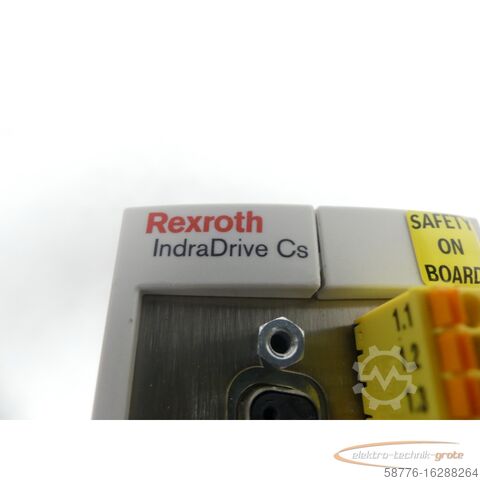 Rexroth
IndraDrive Cs
SAFETY
ON
BOARD
1.1
1.2
1.3
elektro-technik-grote
58776-16288264